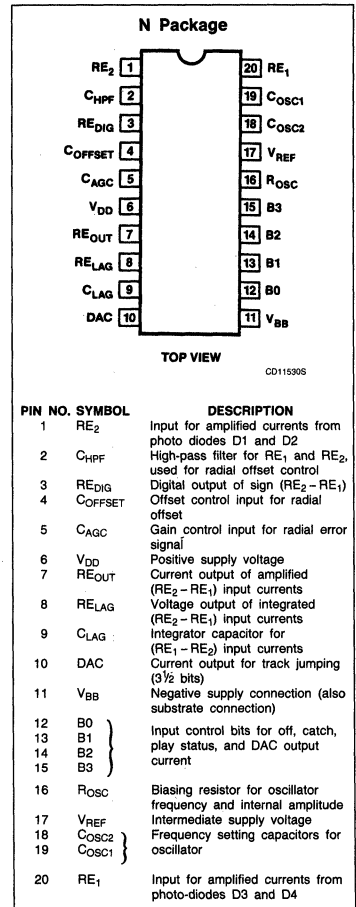 N Package
RE2 1
CHPF 2
REDIG 3
COFFSET 4
CAGC 5
VDD 6
REOUT 7
RELAG 8
CLAG 9
DAC 10
20 RE1
19 COSC1
18 COSC2
17 VREF
16 ROSC
15 B3
14 B2
13 B1
12 B0
11 VBB
TOP VIEW
CD11530S
PIN NO. SYMBOL DESCRIPTION
1 RE2 Input for amplified currents from
photo diodes D1 and D2
2 CHPF High-pass filter for RE1 and RE2,
used for radial offset control
3 REDIG Digital output of sign (RE2 – RE1)
4 COFFSET Offset control input for radial
offset
5 CAGC Gain control input for radial error
signal
6 VDD Positive supply voltage
7 REOUT Current output of amplified
(RE2 – RE1) input currents
8 RELAG Voltage output of integrated
(RE2 – RE1) input currents
9 CLAG Integrator capacitor for
(RE1 – RE2) input currents
10 DAC Current output for track jumping
(3½ bits)
11 VBB Negative supply connection (also
substrate connection)
12 B0
13 B1 Input control bits for off, catch,
14 B2 play status, and DAC output
15 B3 current
16 ROSC Biasing resistor for oscillator
frequency and internal amplitude
17 VREF Intermediate supply voltage
18 COSC2 Frequency setting capacitors for
19 COSC1 oscillator
20 RE1 Input for amplified currents from
photo-diodes D3 and D4